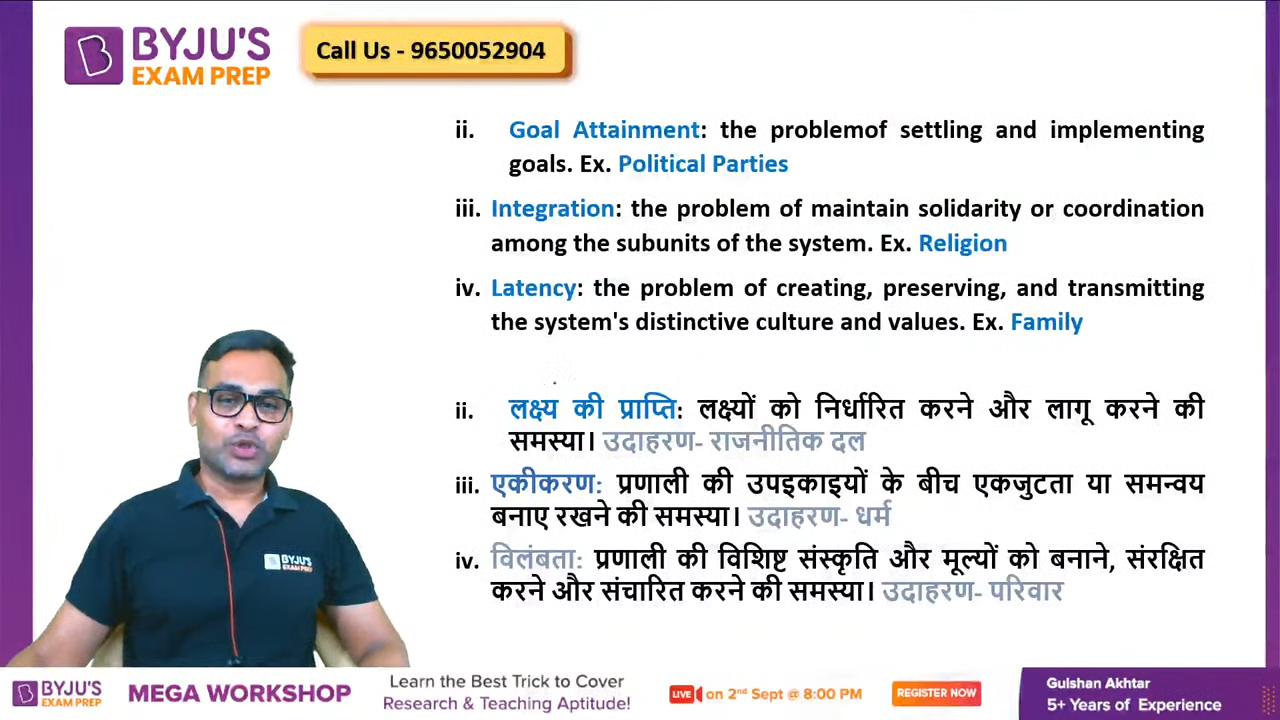 BYJU'S
EXAM PREP
Call Us - 9650052904
ii. Goal Attainment: the problemof settling and implementing
goals. Ex. Political Parties
iii. Integration: the problem of maintain solidarity or coordination
among the subunits of the system. Ex. Religion
iv. Latency: the problem of creating, preserving, and transmitting
the system's distinctive culture and values. Ex. Family
ii. लक्ष्य की प्राप्ति: लक्ष्यों को निर्धारित करने और लागू करने की
समस्या। उदाहरण- राजनीतिक दल
iii. एकीकरण: प्रणाली की उपइकाइयों के बीच एकजुटता या समन्वय
बनाए रखने की समस्या। उदाहरण- धर्म
iv. विलंबता: प्रणाली की विशिष्ट संस्कृति और मूल्यों को बनाने, संरक्षित
करने और संचारित करने की समस्या। उदाहरण- परिवार
BYJU'S
EXAM PREP
BYJU'S
EXAM PREP
MEGA WORKSHOP
Learn the Best Trick to Cover
Research & Teaching Aptitude!
LIVE on 2nd Sept @ 8:00 PM
REGISTER NOW
Gulshan Akhtar
5+ Years of Experience